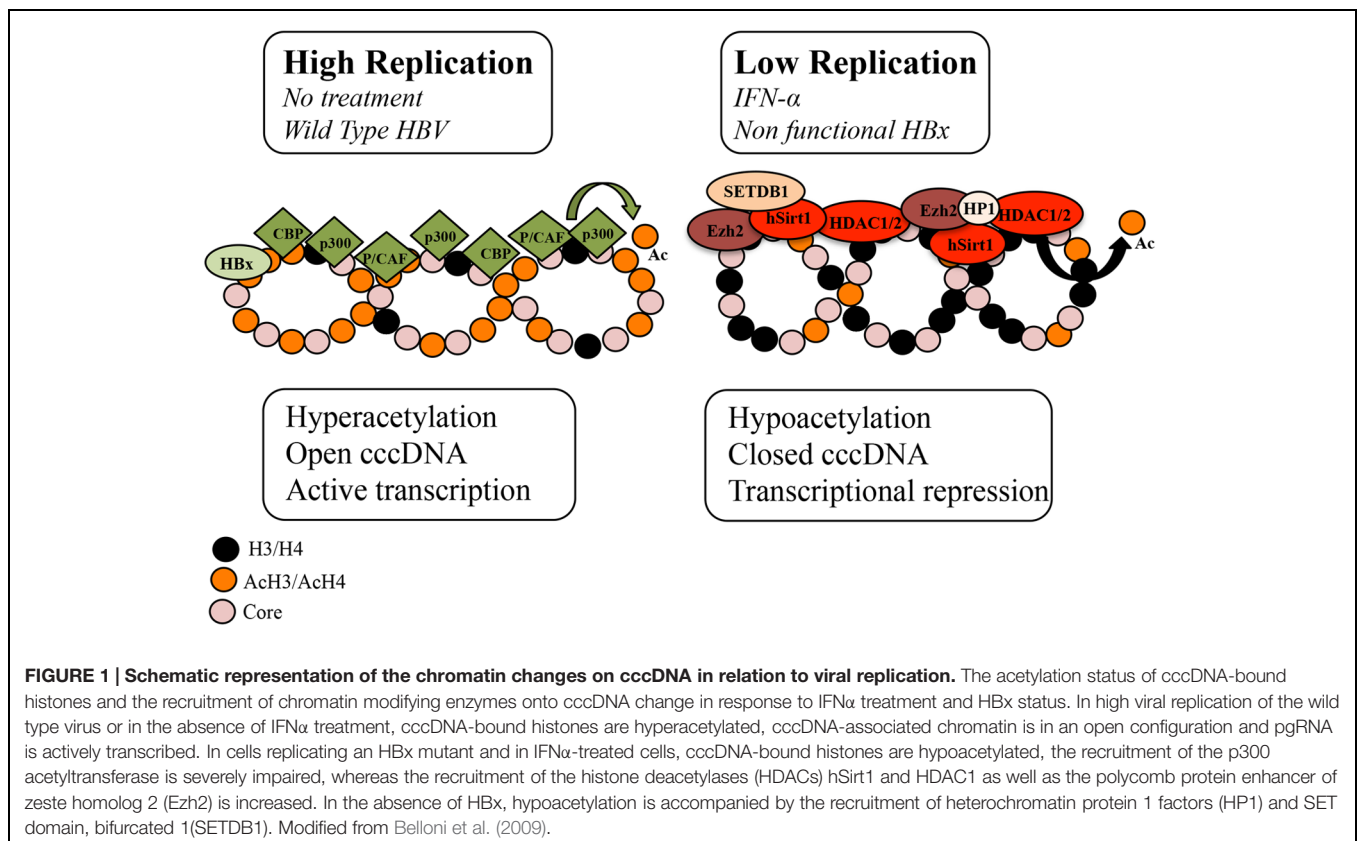 High Replication
No treatment
Wild Type HBV
Low Replication
IFN-α
Non functional HBx
HBx
CBP
p300
P/CAF
p300
CBP
P/CAF
p300
Ac
SETDB1
Ezh2
hSirt1
HDAC1/2
Ezh2
HP1
HDAC1/2
hSirt1
Ac
Hyperacetylation
Open cccDNA
Active transcription
Hypoacetylation
Closed cccDNA
Transcriptional repression
H3/H4
AcH3/AcH4
Core
FIGURE 1 | Schematic representation of the chromatin changes on cccDNA in relation to viral replication. The acetylation status of cccDNA-bound
histones and the recruitment of chromatin modifying enzymes onto cccDNA change in response to IFNα treatment and HBx status. In high viral replication of the wild
type virus or in the absence of IFNα treatment, cccDNA-bound histones are hyperacetylated, cccDNA-associated chromatin is in an open configuration and pgRNA
is actively transcribed. In cells replicating an HBx mutant and in IFNα-treated cells, cccDNA-bound histones are hypoacetylated, the recruitment of the p300
acetyltransferase is severely impaired, whereas the recruitment of the histone deacetylases (HDACs) hSirt1 and HDAC1 as well as the polycomb protein enhancer of
zeste homolog 2 (Ezh2) is increased. In the absence of HBx, hypoacetylation is accompanied by the recruitment of heterochromatin protein 1 factors (HP1) and SET
domain, bifurcated 1(SETDB1). Modified from Belloni et al. (2009).